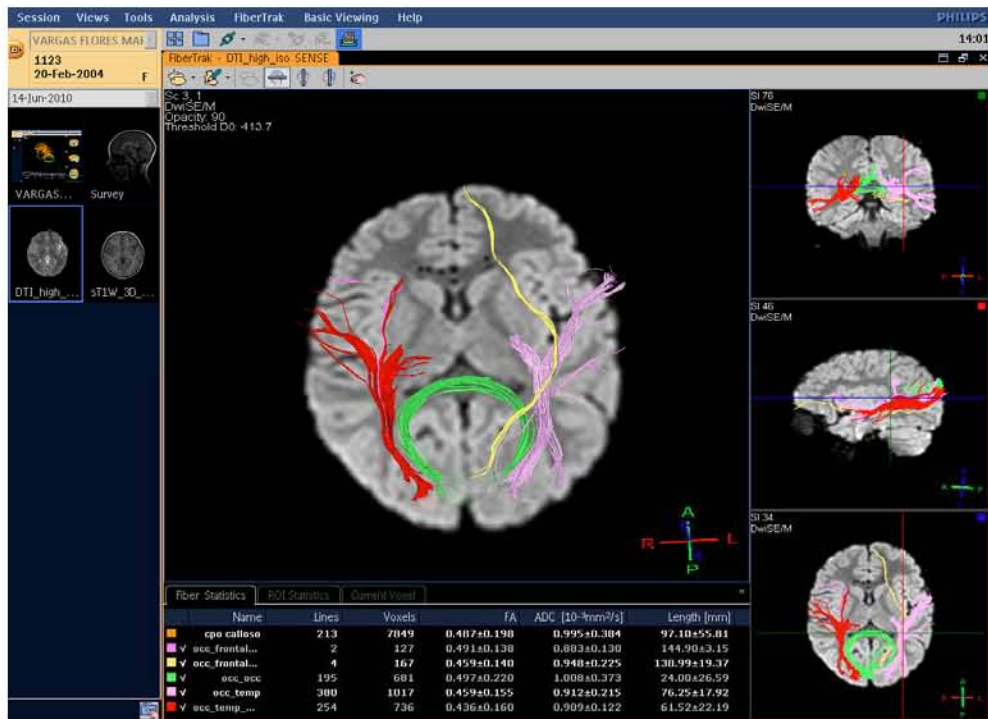 Session Views Tools Analysis FiberTrak Basic Viewing Help PHILIPS
VARGAS FLORES MAF 14:01
1123
20-Feb-2004 F
FiberTrak - DTI_high_iso SENSE
14-Jun-2010
Sc 3, 1
DwiSE/M
Opacity: 90
Threshold D0: -413.7
Sl 76
DwiSE/M
VARGAS... Survey
DTI_high_... sT1W_3D_...
Sl 46
DwiSE/M
Sl 34
DwiSE/M
R L
A
R L
P
A P
R L
Fiber Statistics ROI Statistics Current Voxel
Name Lines Voxels FA ADC [10⁻³mm²/s] Length [mm]
cpo calloso 213 7849 0.487±0.198 0.995±0.384 97.10±55.81
occ_frontal... 2 127 0.491±0.138 0.883±0.130 144.90±3.15
occ_frontal... 4 167 0.459±0.140 0.948±0.225 138.99±19.37
occ_occ 195 681 0.497±0.220 1.008±0.373 24.00±26.59
occ_temp 380 1017 0.459±0.155 0.912±0.215 76.25±17.92
occ_temp_... 254 736 0.436±0.160 0.909±0.122 61.52±22.19